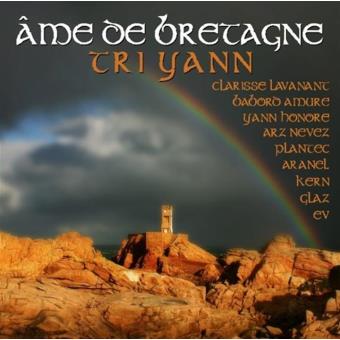 ÂME DE BRETAGNE
TRI YANN
CLARISSE LAVANANT
BABORD AMURE
YANN HONORE
ARZ NEVEZ
PLANTEC
ARANEL
KERN
GLAZ
EV